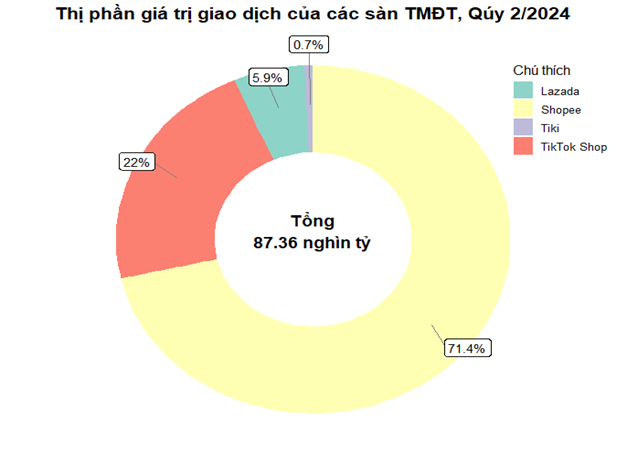 Thị phần giá trị giao dịch của các sàn TMĐT, Qúy 2/2024
0.7%
5.9%
22%
71.4%
Tổng
87.36 nghìn tỷ
Chú thích
Lazada
Shopee
Tiki
TikTok Shop